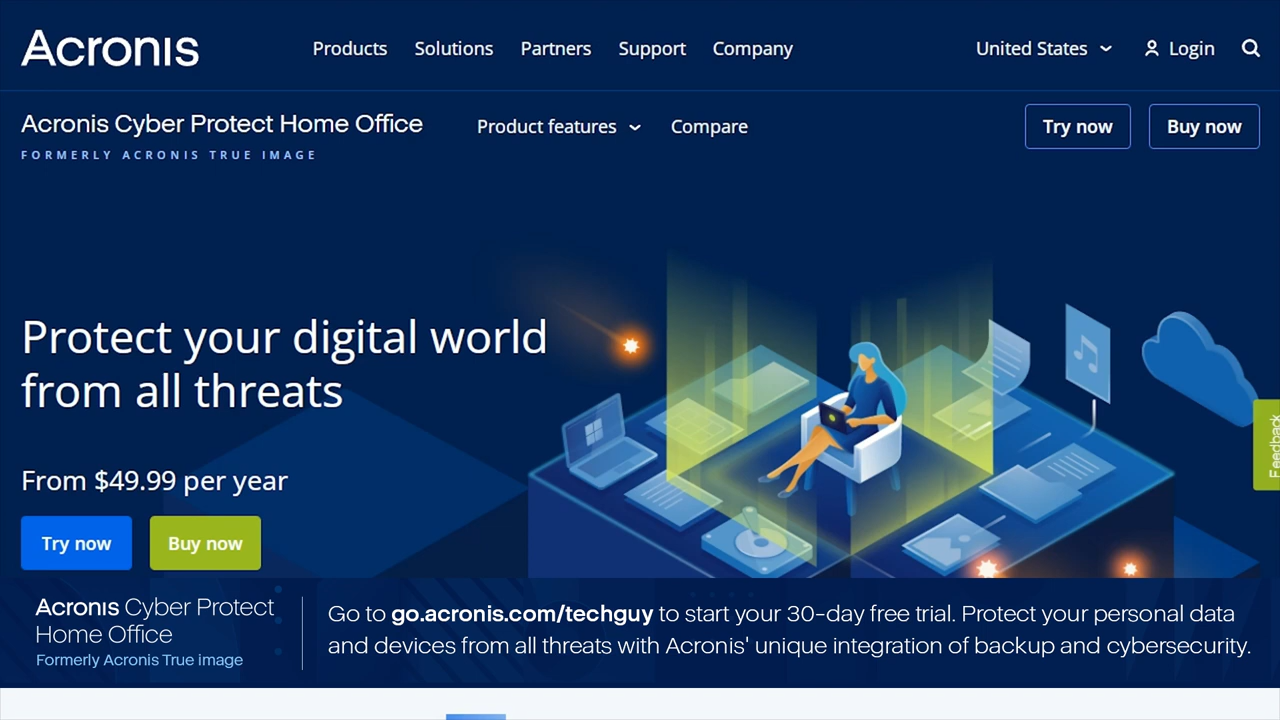 Acronis
Products Solutions Partners Support Company
United States Login
Acronis Cyber Protect Home Office
FORMERLY ACRONIS TRUE IMAGE
Product features Compare
Try now Buy now
Protect your digital world
from all threats
From $49.99 per year
Try now Buy now
Feedback
Acronis Cyber Protect
Home Office
Formerly Acronis True image
Go to go.acronis.com/techguy to start your 30-day free trial. Protect your personal data
and devices from all threats with Acronis' unique integration of backup and cybersecurity.